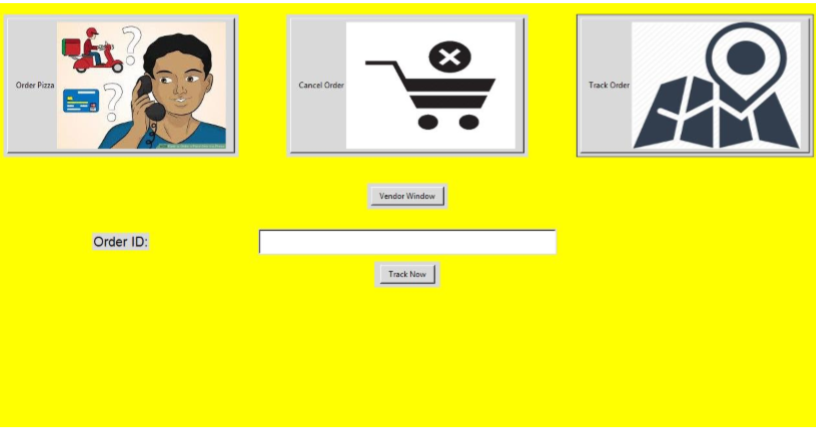 Order Pizza
Cancel Order
Track Order
Vendor Window
Order ID:
Track Now